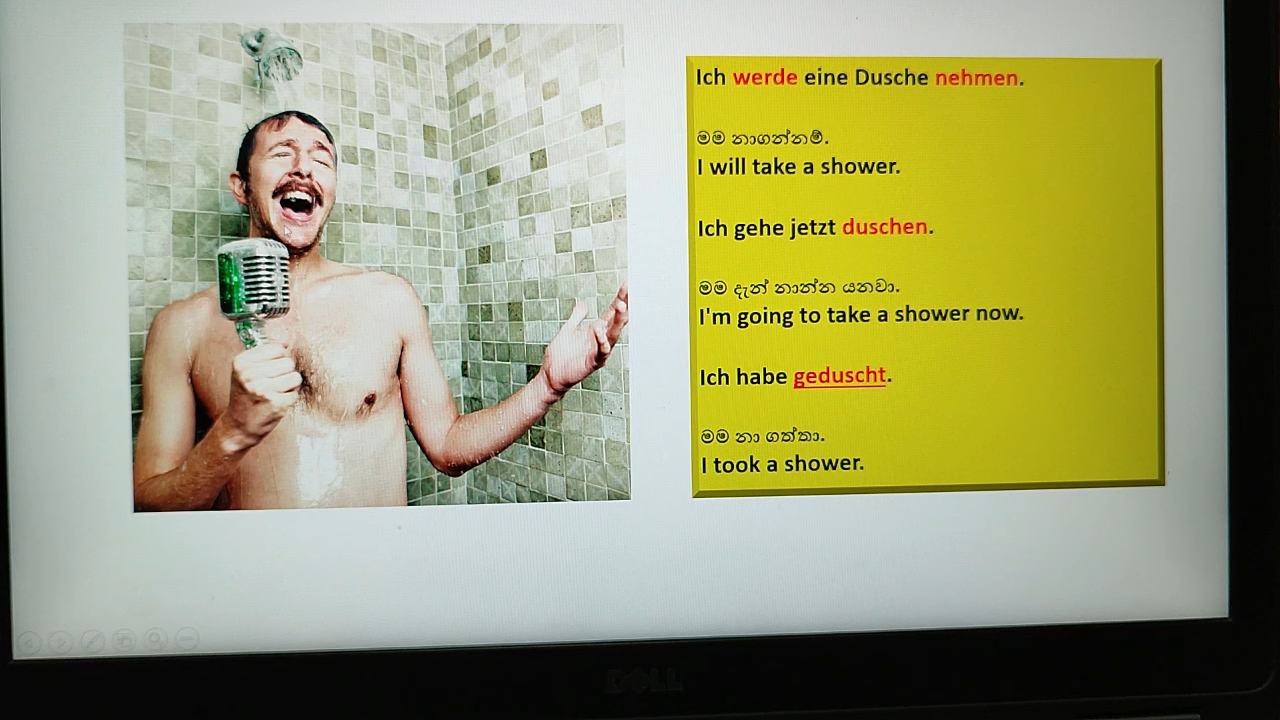 Ich werde eine Dusche nehmen.
මම නාගන්නම්.
I will take a shower.
Ich gehe jetzt duschen.
මම දැන් නාන්න යනවා.
I'm going to take a shower now.
Ich habe geduscht.
මම නා ගත්තා.
I took a shower.
DELL